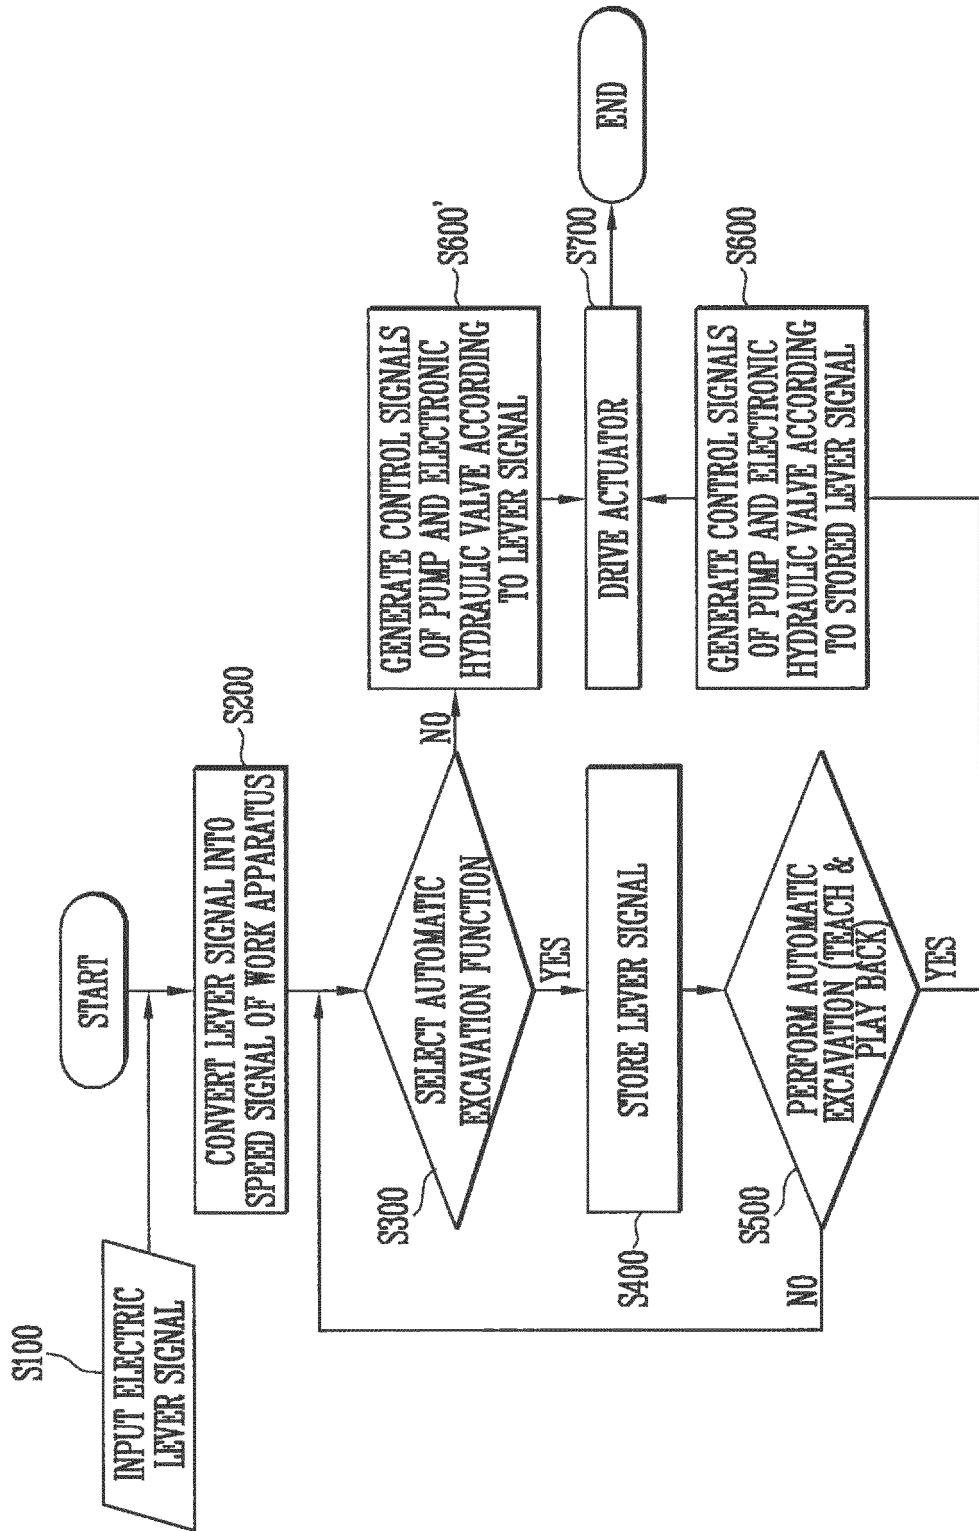 START
S100
INPUT ELECTRIC
LEVER SIGNAL
S200
CONVERT LEVER SIGNAL INTO
SPEED SIGNAL OF WORK APPARATUS
S300
SELECT AUTOMATIC
EXCAVATION FUNCTION
NO
YES
S600'
GENERATE CONTROL SIGNALS
OF PUMP AND ELECTRONIC
HYDRAULIC VALVE ACCORDING
TO LEVER SIGNAL
S400
STORE LEVER SIGNAL
S700
DRIVE ACTUATOR
END
S500
PERFORM AUTOMATIC
EXCAVATION (TEACH &
PLAY BACK)
NO
YES
S600
GENERATE CONTROL SIGNALS
OF PUMP AND ELECTRONIC
HYDRAULIC VALVE ACCORDING
TO STORED LEVER SIGNAL